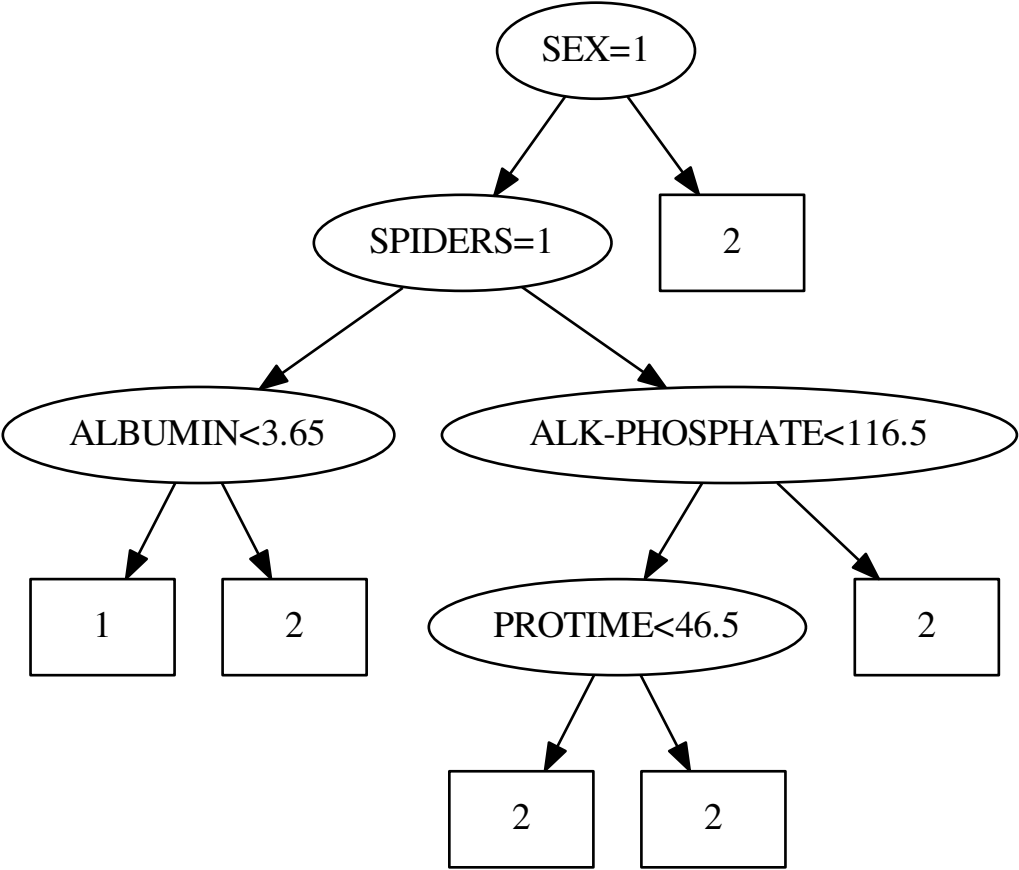 SEX=1
SPIDERS=1
2
ALBUMIN<3.65
ALK-PHOSPHATE<116.5
1
2
PROTIME<46.5
2
2
2